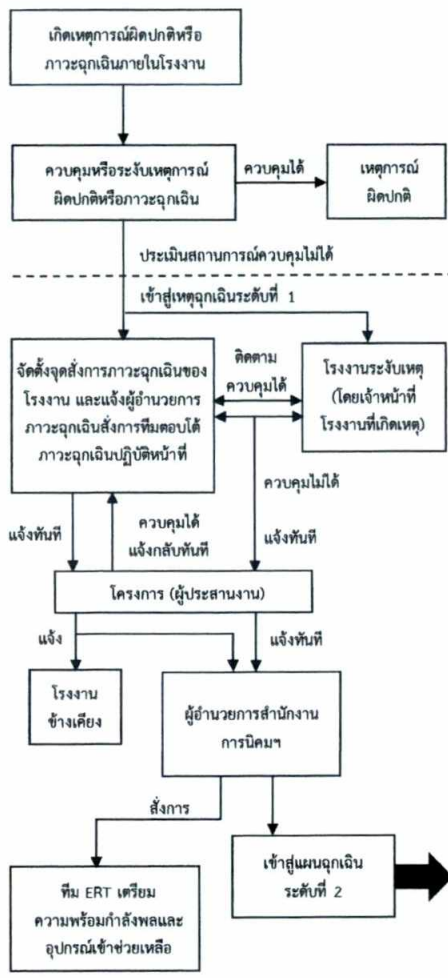 เกิดเหตุการณ์ผิดปกติหรือ
ภาวะฉุกเฉินภายในโรงงาน
ควบคุมหรือระงับเหตุการณ์
ผิดปกติหรือภาวะฉุกเฉิน
ควบคุมได้
เหตุการณ์
ผิดปกติ
ประเมินสถานการณ์ควบคุมไม่ได้
เข้าสู่เหตุฉุกเฉินระดับที่ 1
จัดตั้งจุดสั่งการภาวะฉุกเฉินของ
โรงงาน และแจ้งผู้อำนวยการ
ภาวะฉุกเฉินสั่งการทีมตอบโต้
ภาวะฉุกเฉินปฏิบัติหน้าที่
ติดตาม
ควบคุมได้
โรงงานระงับเหตุ
(โดยเจ้าหน้าที่
โรงงานที่เกิดเหตุ)
ควบคุมไม่ได้
แจ้งทันที
ควบคุมได้
แจ้งกลับทันที
แจ้งทันที
โครงการ (ผู้ประสานงาน)
แจ้ง
แจ้งทันที
โรงงาน
ข้างเคียง
ผู้อำนวยการสำนักงาน
การนิคมฯ
สั่งการ
ทีม ERT เตรียม
ความพร้อมกำลังพลและ
อุปกรณ์เข้าช่วยเหลือ
เข้าสู่แผนฉุกเฉิน
ระดับที่ 2